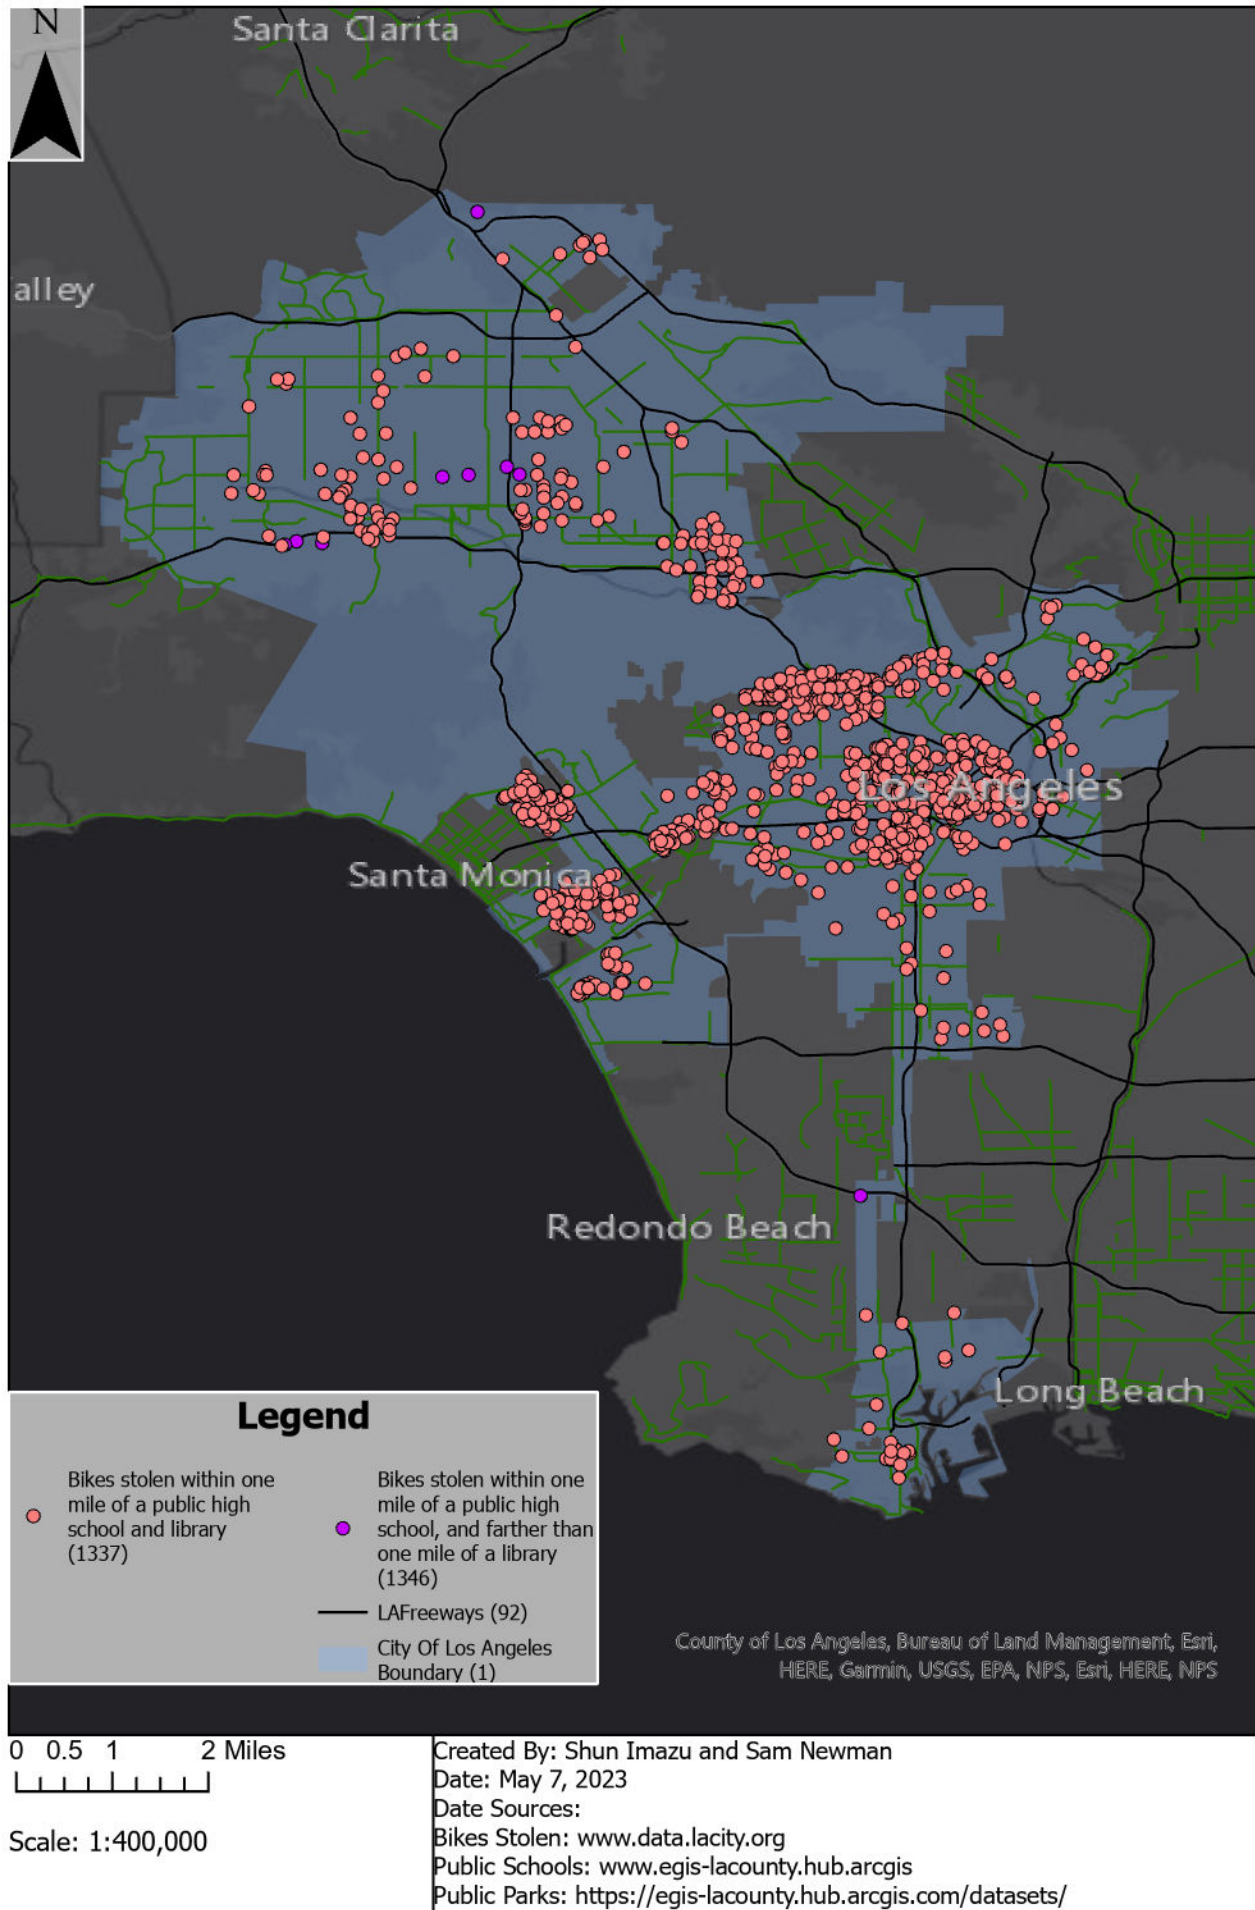 N
Santa Clarita
alley
Los Angeles
Santa Monica
Redondo Beach
Long Beach
Legend
Bikes stolen within one
mile of a public high
school and library
(1337)
Bikes stolen within one
mile of a public high
school, and farther than
one mile of a library
(1346)
LAFreeways (92)
City Of Los Angeles
Boundary (1)
County of Los Angeles, Bureau of Land Management, Esri,
HERE, Garmin, USGS, EPA, NPS, Esri, HERE, NPS
0 0.5 1 2 Miles
Scale: 1:400,000
Created By: Shun Imazu and Sam Newman
Date: May 7, 2023
Date Sources:
Bikes Stolen: www.data.lacity.org
Public Schools: www.egis-lacounty.hub.arcgis
Public Parks: https://egis-lacounty.hub.arcgis.com/datasets/